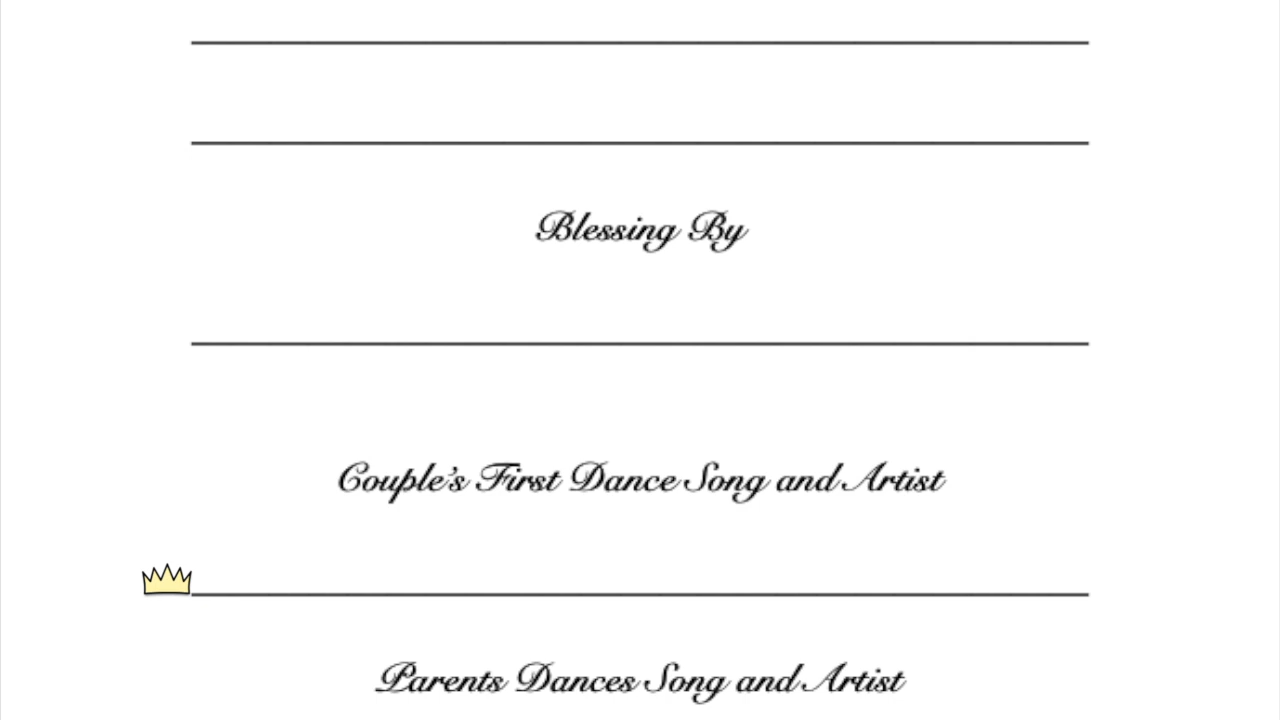 Blessing By
Couple's First Dance Song and Artist
Parents Dances Song and Artist